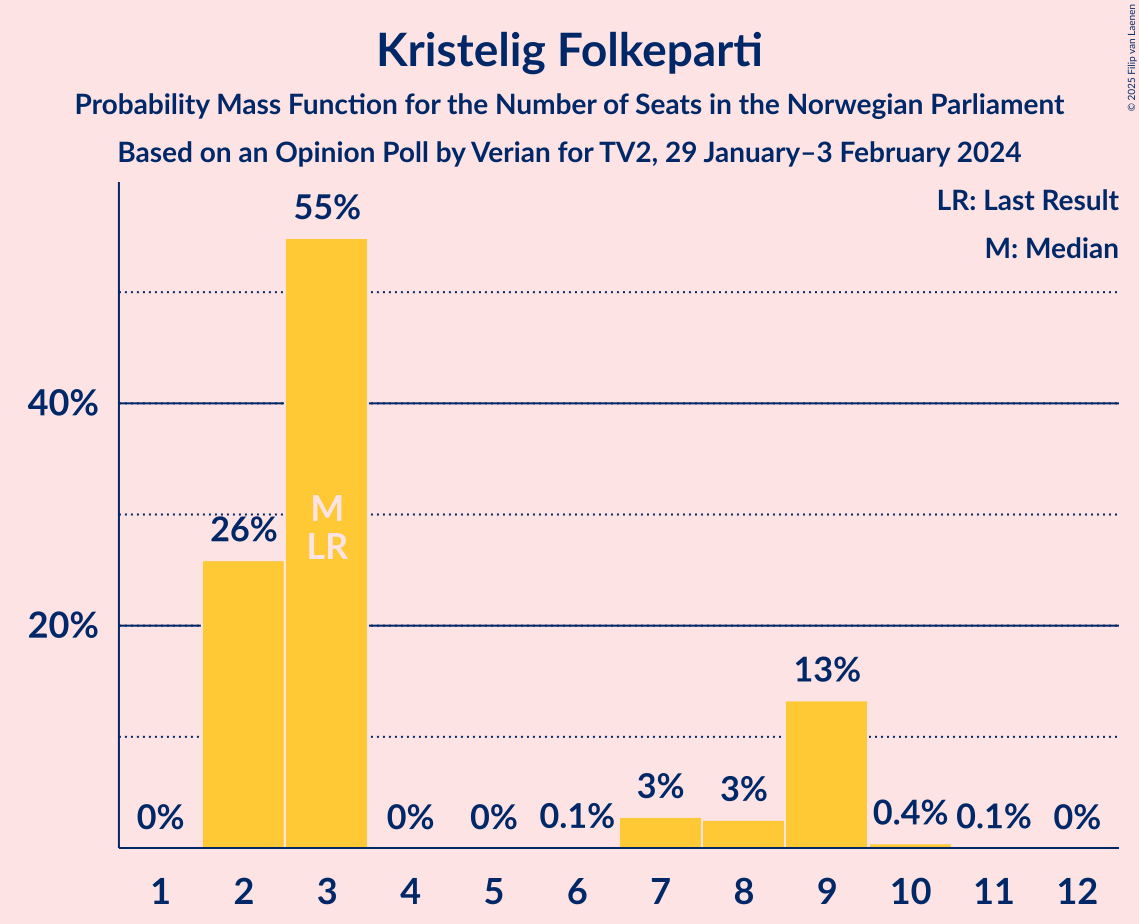 Kristelig Folkeparti
Probability Mass Function for the Number of Seats in the Norwegian Parliament
Based on an Opinion Poll by Verian for TV2, 29 January–3 February 2024
© 2025 Filip van Laenen
LR: Last Result
M: Median
55%
40%
M
26%
LR
20%
13%
0%
0%
0%
0.1%
3%
3%
0.4%
0.1%
0%
1 2 3 4 5 6 7 8 9 10 11 12